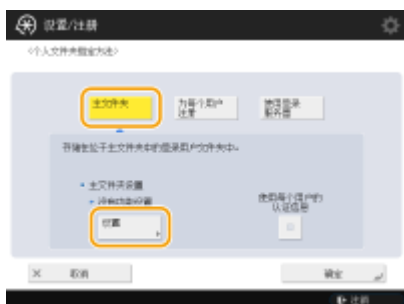 设置/注册
<个人文件夹指定方法>
主文件夹
为每个用户
注册
使用登录
服务器
存储在位于主文件夹中的登录用户文件夹中。
• 主文件夹设置
设置
使用每个用户的
认证信息
× 取消
确定
注销